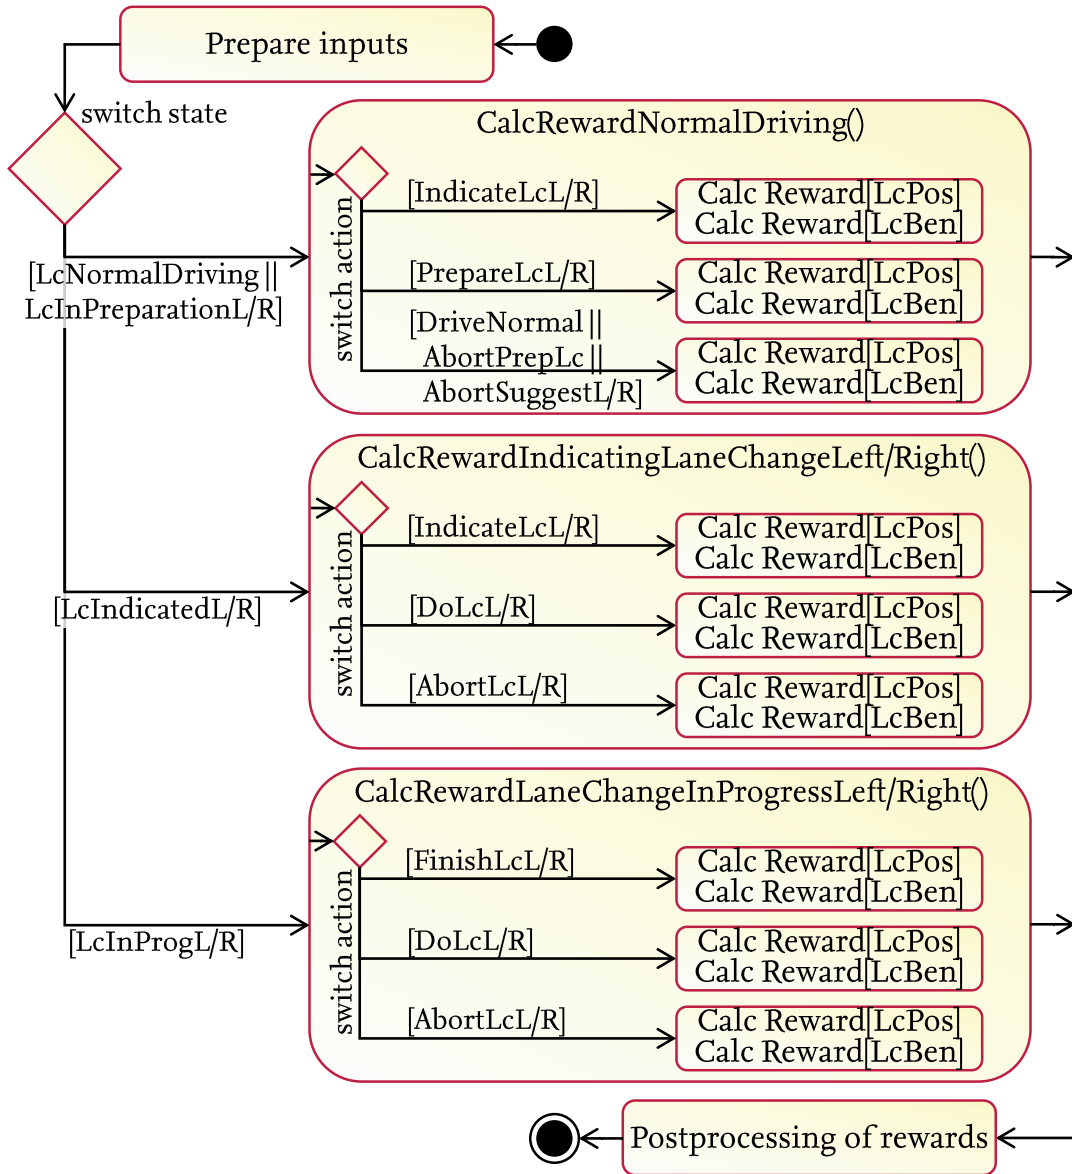 Prepare inputs
switch state
[LcNormalDriving ||
LcInPreparationL/R]
CalcRewardNormalDriving()
switch action
[IndicateLcL/R]
Calc Reward[LcPos]
Calc Reward[LcBen]
[PrepareLcL/R]
Calc Reward[LcPos]
Calc Reward[LcBen]
[DriveNormal ||
AbortPrepLc ||
AbortSuggestL/R]
Calc Reward[LcPos]
Calc Reward[LcBen]
[LcIndicatedL/R]
CalcRewardIndicatingLaneChangeLeft/Right()
switch action
[IndicateLcL/R]
Calc Reward[LcPos]
Calc Reward[LcBen]
[DoLcL/R]
Calc Reward[LcPos]
Calc Reward[LcBen]
[AbortLcL/R]
Calc Reward[LcPos]
Calc Reward[LcBen]
[LcInProgL/R]
CalcRewardLaneChangeInProgressLeft/Right()
switch action
[FinishLcL/R]
Calc Reward[LcPos]
Calc Reward[LcBen]
[DoLcL/R]
Calc Reward[LcPos]
Calc Reward[LcBen]
[AbortLcL/R]
Calc Reward[LcPos]
Calc Reward[LcBen]
Postprocessing of rewards